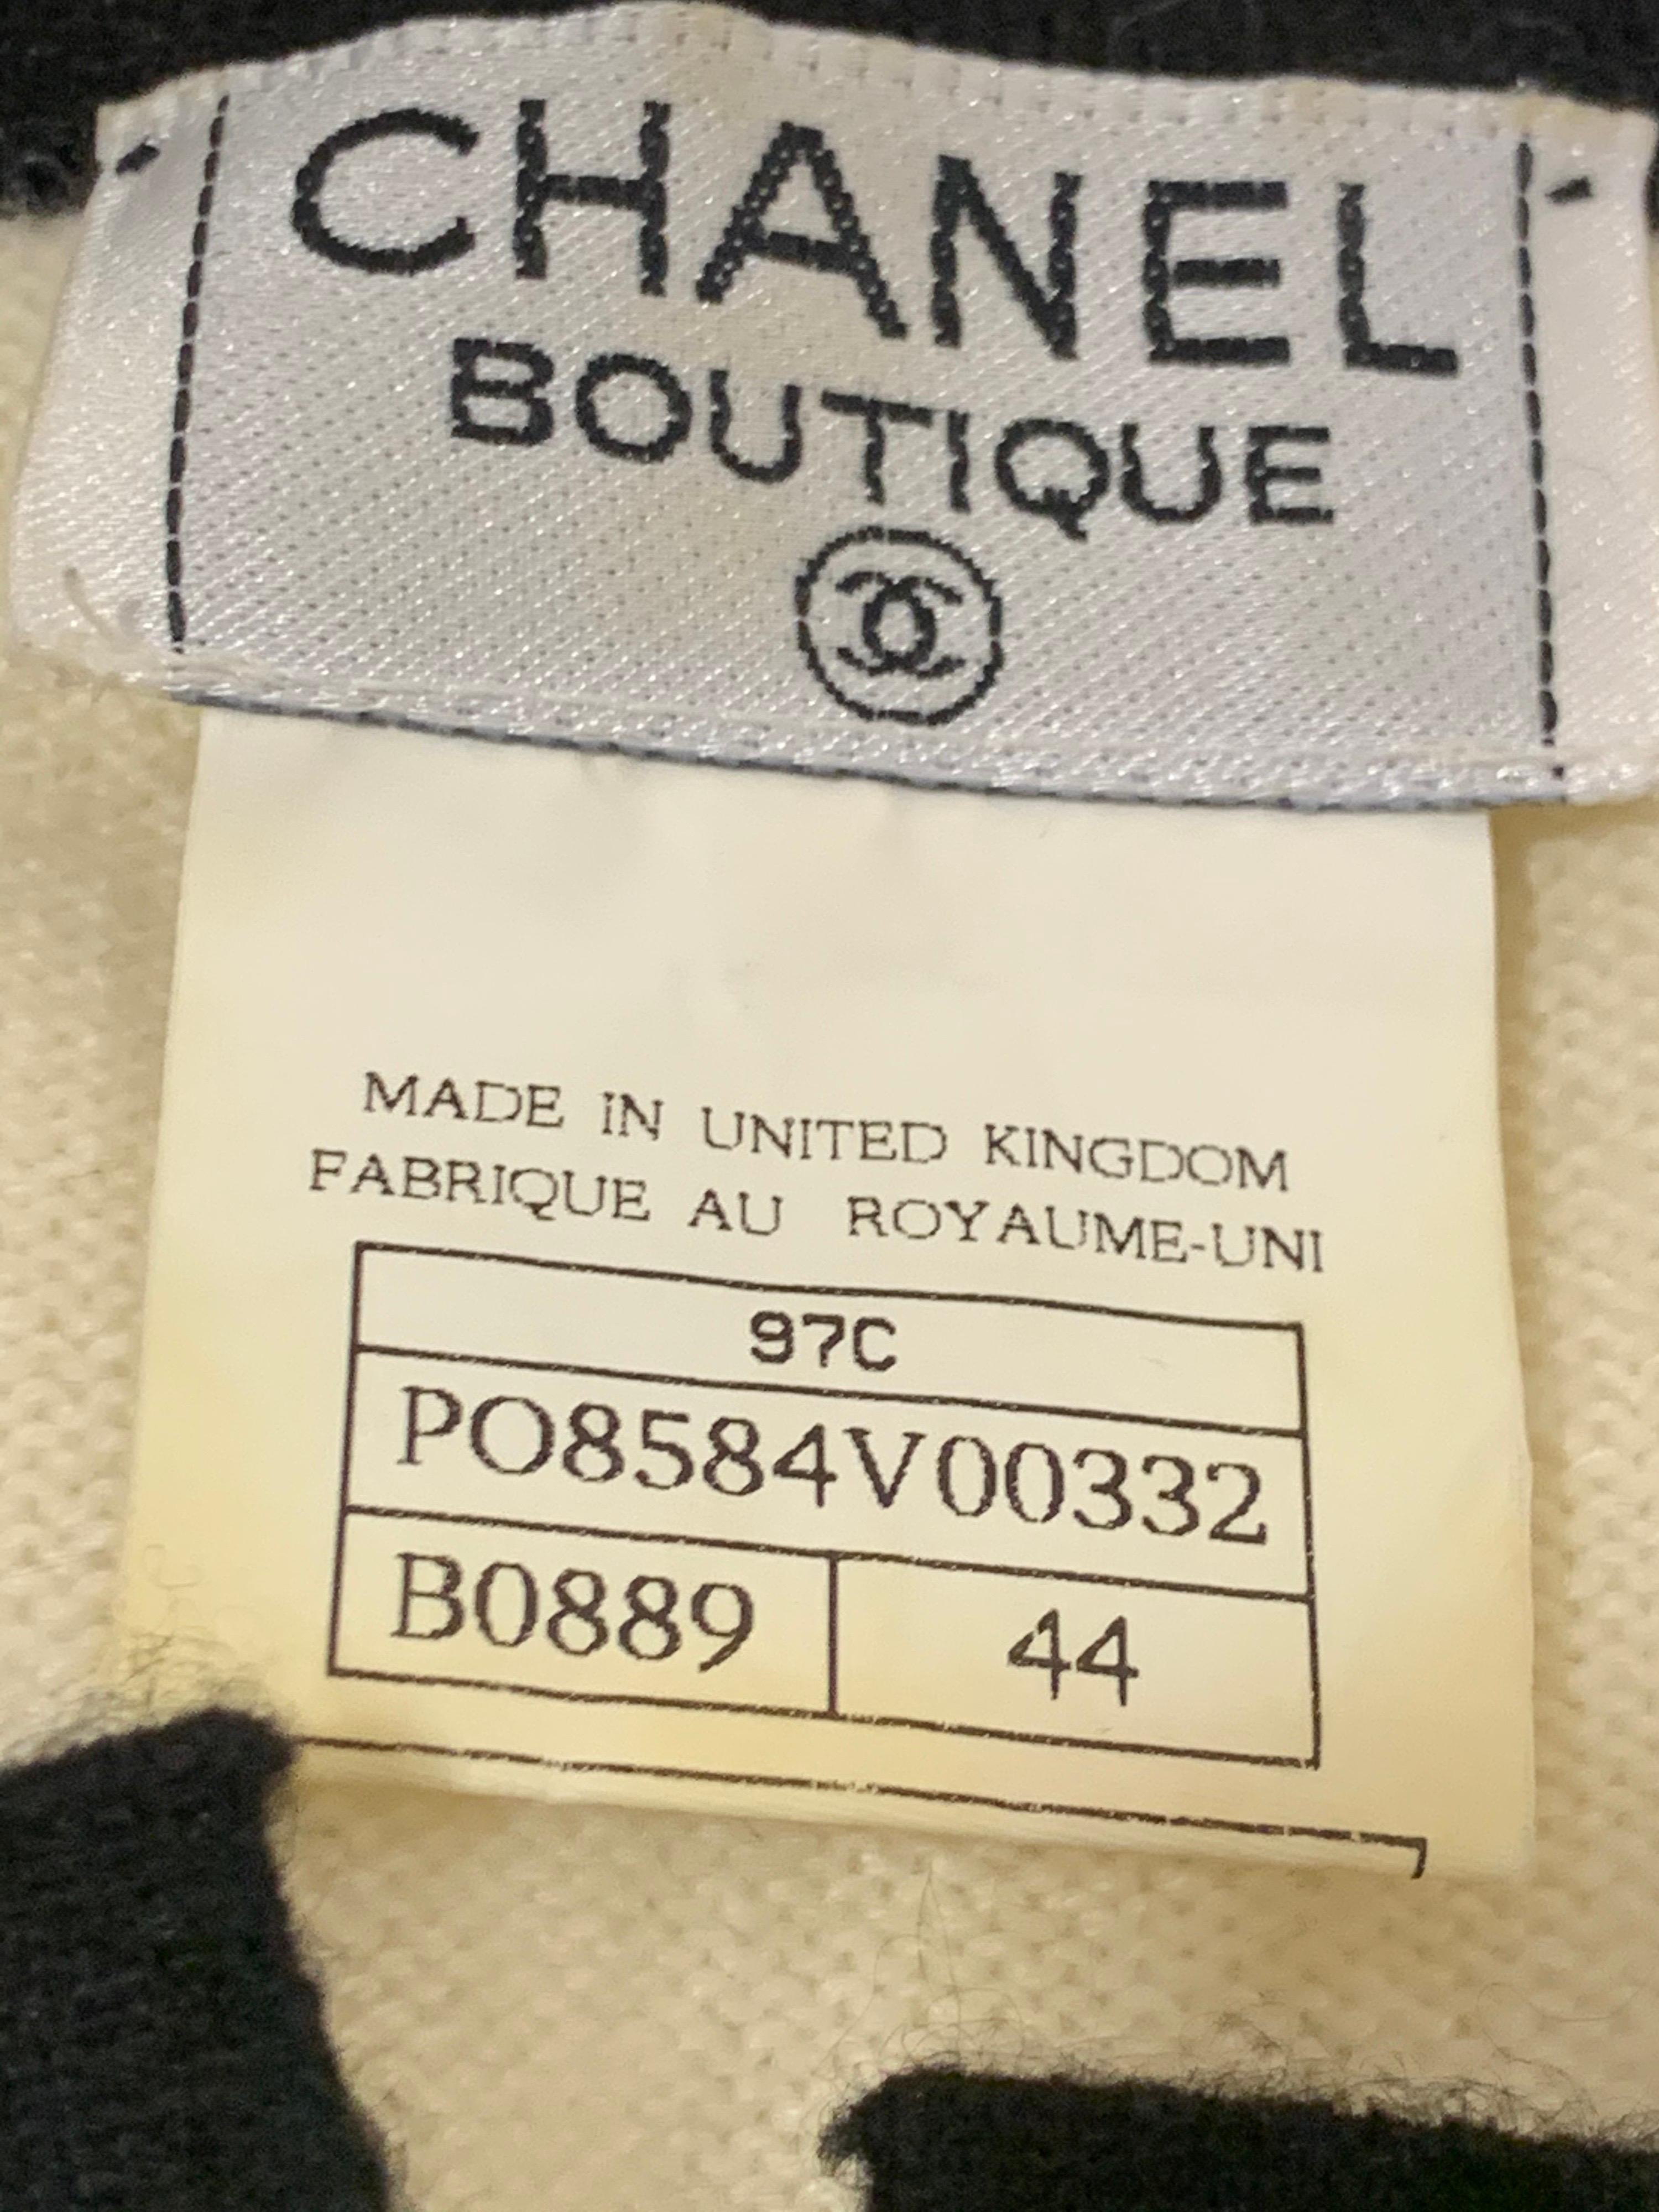 CHANEL
BOUTIQUE
MADE IN UNITED KINGDOM
FABRIQUE AU ROYAUME-UNI
97C
PO8584V00332
B0889 44